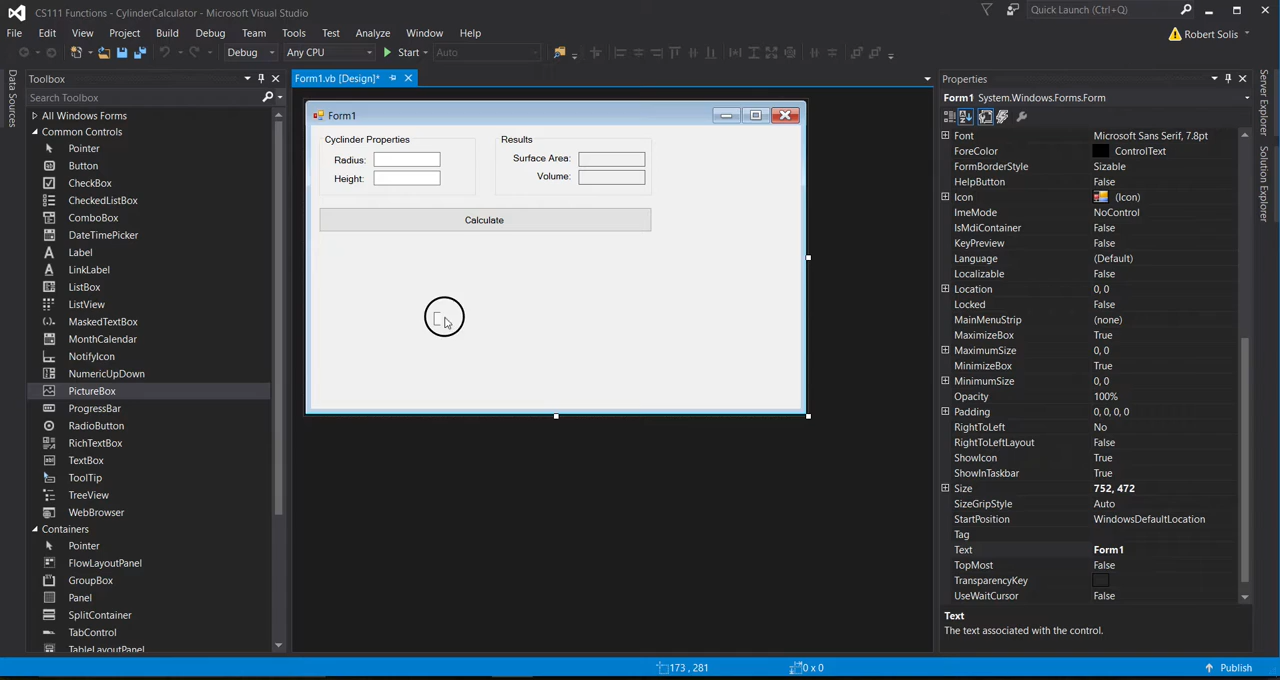 CS111 Functions - CylinderCalculator - Microsoft Visual Studio
Quick Launch (Ctrl+Q)
File Edit View Project Build Debug Team Tools Test Analyze Window Help
Robert Solis
Debug Any CPU Start Auto
Data Sources
Toolbox
Search Toolbox
All Windows Forms
Common Controls
Pointer
Button
CheckBox
CheckedListBox
ComboBox
DateTimePicker
Label
LinkLabel
ListBox
ListView
MaskedTextBox
MonthCalendar
NotifyIcon
NumericUpDown
PictureBox
ProgressBar
RadioButton
RichTextBox
TextBox
ToolTip
TreeView
WebBrowser
Containers
Pointer
FlowLayoutPanel
GroupBox
Panel
SplitContainer
TabControl
TableLayoutPanel
Form1.vb [Design]*
Form1
Cyclinder Properties
Radius:
Height:
Results
Surface Area:
Volume:
Calculate
Properties
Form1 System.Windows.Forms.Form
Font Microsoft Sans Serif, 7.8pt
ForeColor ControlText
FormBorderStyle Sizable
HelpButton False
Icon (Icon)
ImeMode NoControl
IsMdiContainer False
KeyPreview False
Language (Default)
Localizable False
Location 0, 0
Locked False
MainMenuStrip (none)
MaximizeBox True
MaximumSize 0, 0
MinimizeBox True
MinimumSize 0, 0
Opacity 100%
Padding 0, 0, 0, 0
RightToLeft No
RightToLeftLayout False
ShowIcon True
ShowInTaskbar True
Size 752, 472
SizeGripStyle Auto
StartPosition WindowsDefaultLocation
Tag
Text Form1
TopMost False
TransparencyKey
UseWaitCursor False
Text
The text associated with the control.
Server Explorer
Solution Explorer
173 , 281 0 x 0 Publish